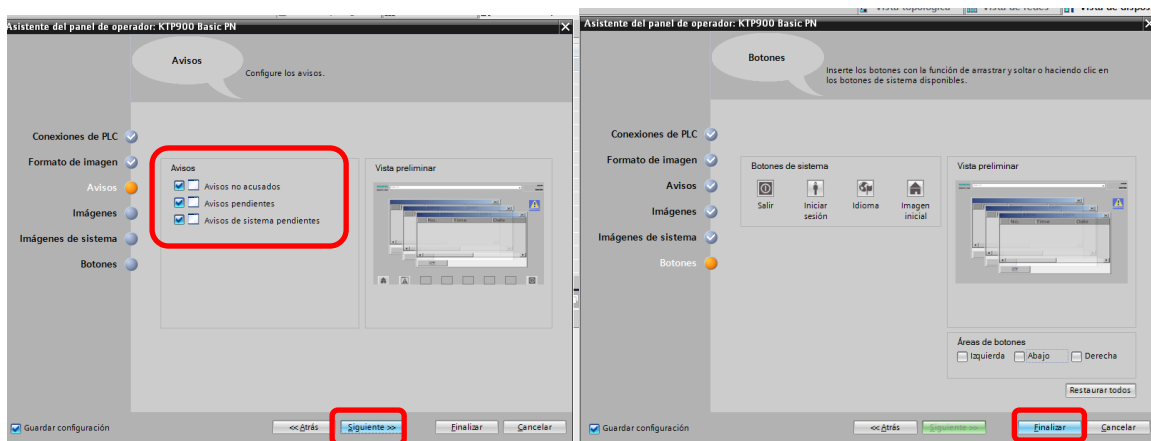 Asistente del panel de operador: KTP900 Basic PN
Avisos
Configure los avisos.
Conexiones de PLC
Formato de imagen
Avisos
Imágenes
Imágenes de sistema
Botones
Avisos
Avisos no acusados
Avisos pendientes
Avisos de sistema pendientes
Vista preliminar
Guardar configuración
<< Atrás
Siguiente >>
Finalizar
Cancelar
Vista topológica
Vista de redes
Vista de dispos
Asistente del panel de operador: KTP900 Basic PN
Botones
Inserte los botones con la función de arrastrar y soltar o haciendo clic en
los botones de sistema disponibles.
Conexiones de PLC
Formato de imagen
Avisos
Imágenes
Imágenes de sistema
Botones
Botones de sistema
Salir
Iniciar
sesión
Idioma
Imagen
inicial
Vista preliminar
Áreas de botones
Izquierda
Abajo
Derecha
Restaurar todos
Guardar configuración
<< Atrás
Siguiente >>
Finalizar
Cancelar